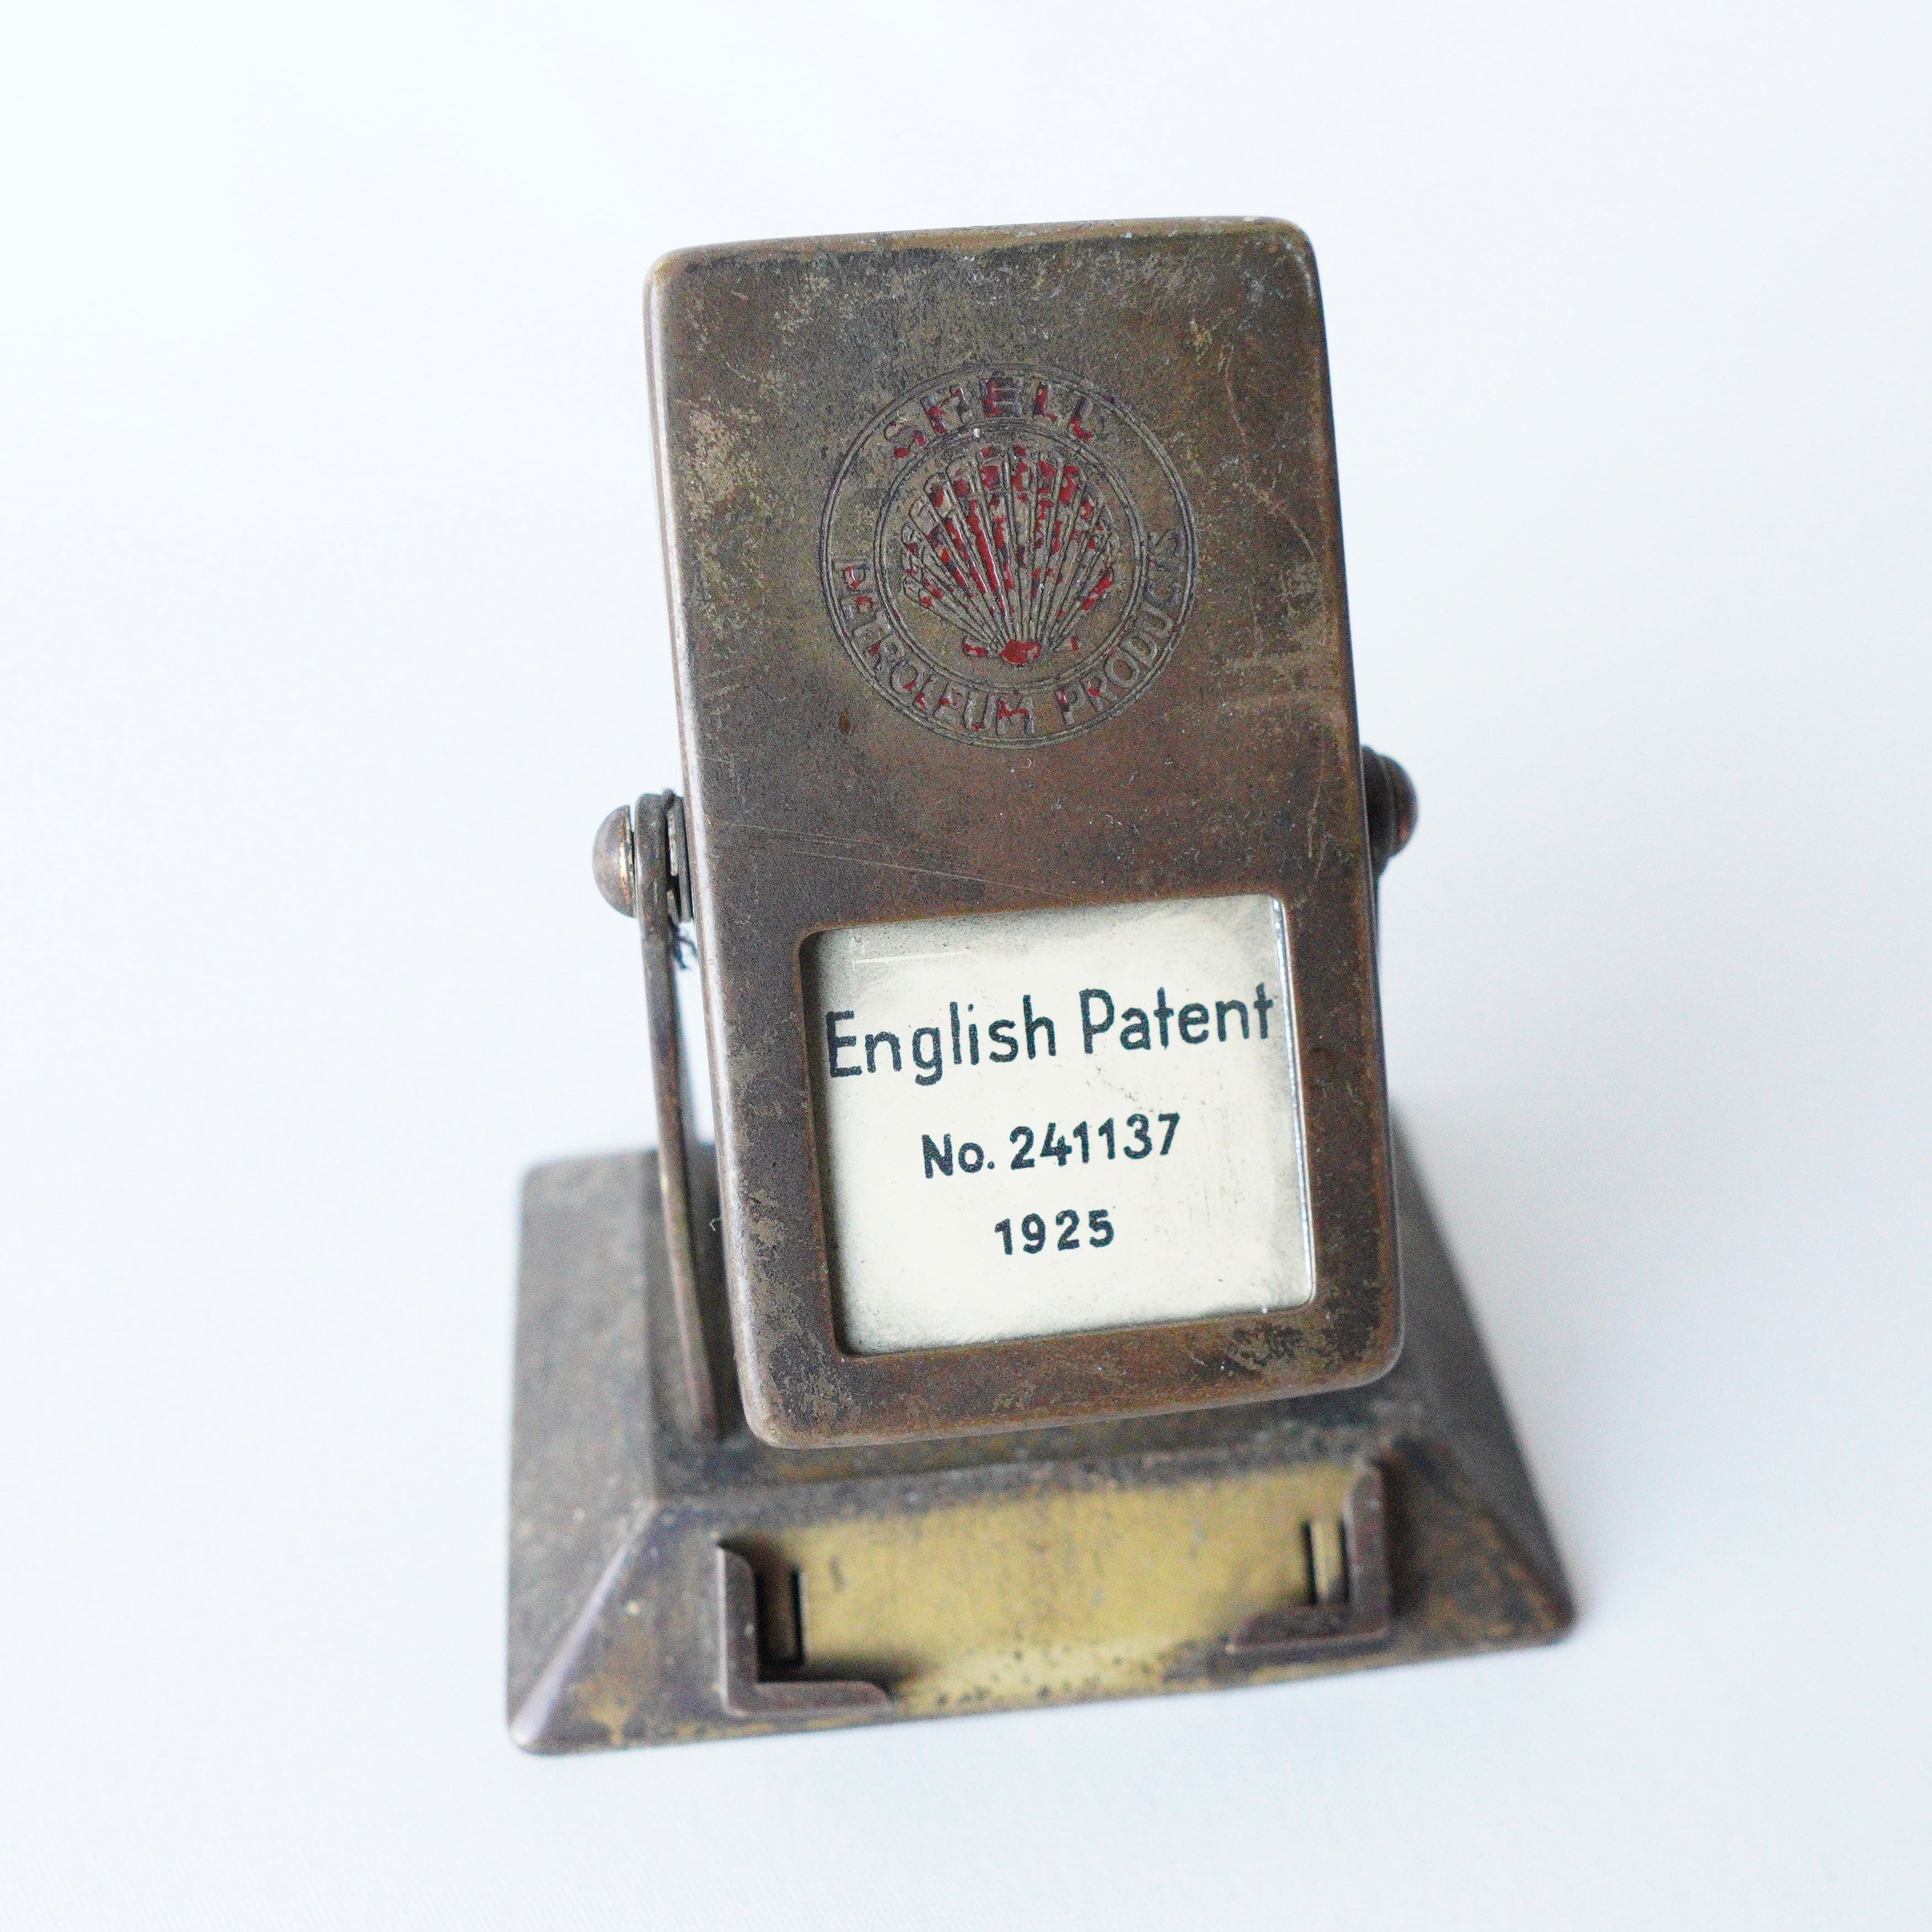 SHELL
PETROLEUM PRODUCTS
English Patent
No. 241137
1925